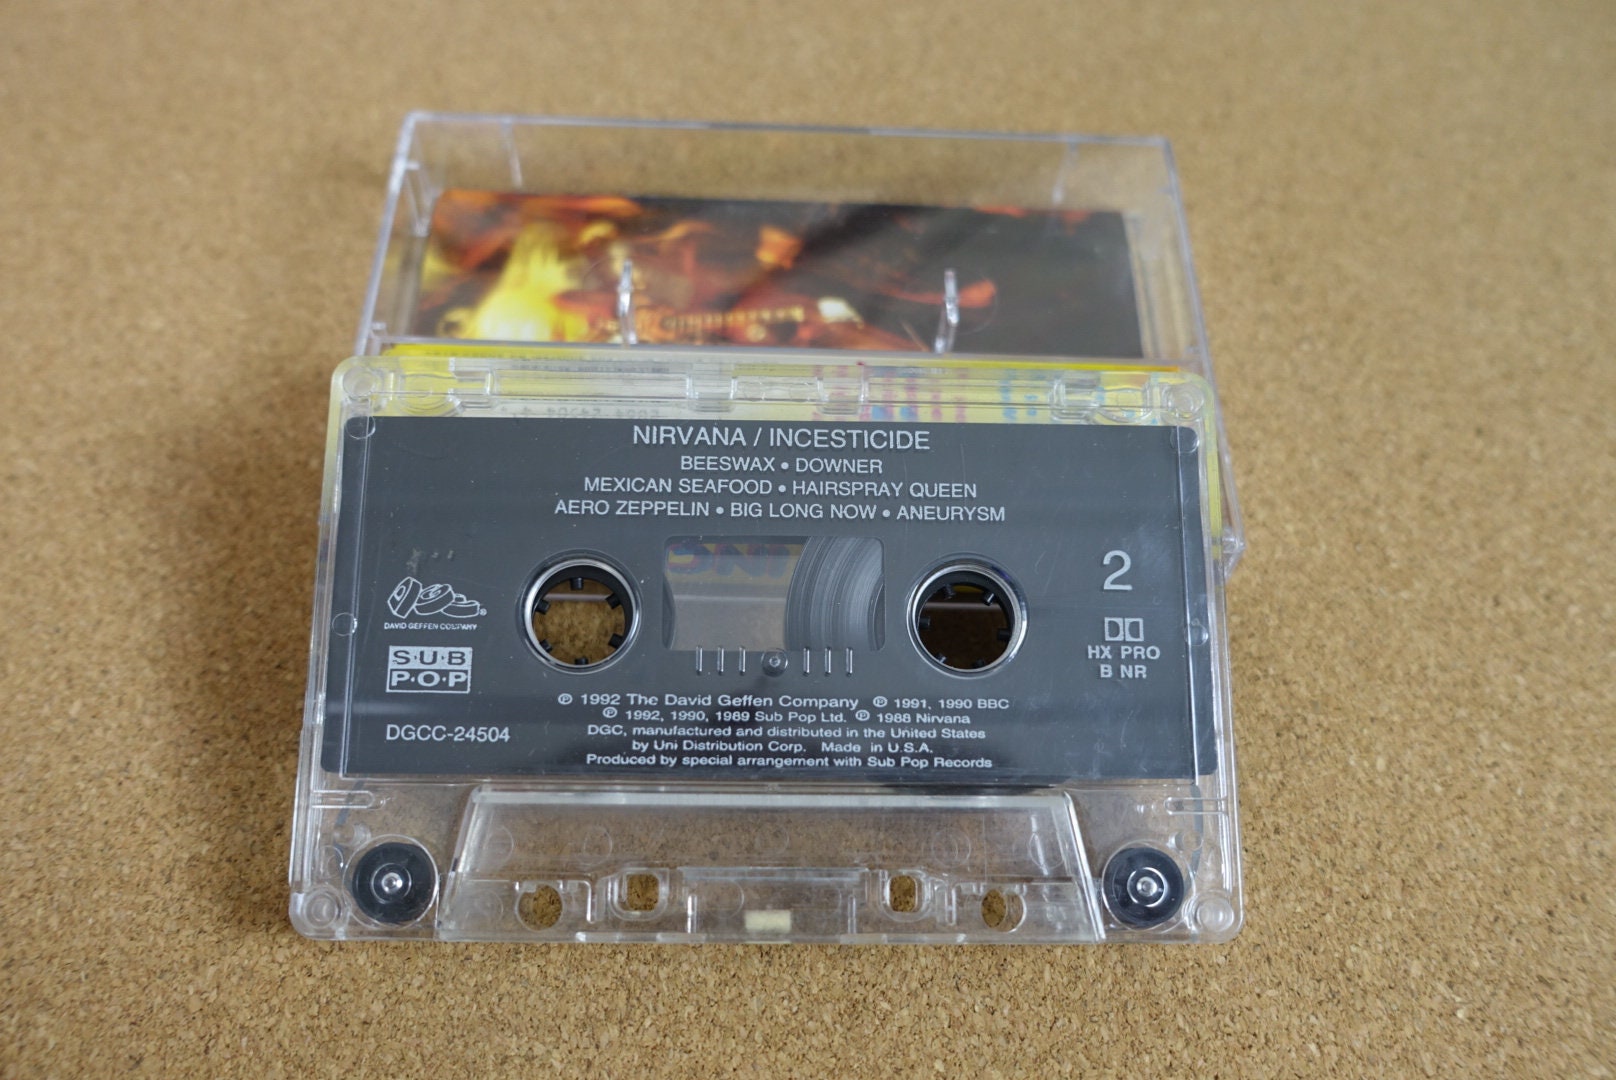 NIRVANA / INCESTICIDE
BEESWAX • DOWNER
MEXICAN SEAFOOD • HAIRSPRAY QUEEN
AERO ZEPPELIN • BIG LONG NOW • ANEURYSM
2
DAVID GEFFEN COMPANY
®
SUB
POP
HX PRO
B NR
DGCC-24504
℗ 1992 The David Geffen Company ℗ 1991, 1990 BBC
℗ 1992, 1990, 1989 Sub Pop Ltd. ℗ 1988 Nirvana
DGC, manufactured and distributed in the United States
by Uni Distribution Corp. Made in U.S.A.
Produced by special arrangement with Sub Pop Records